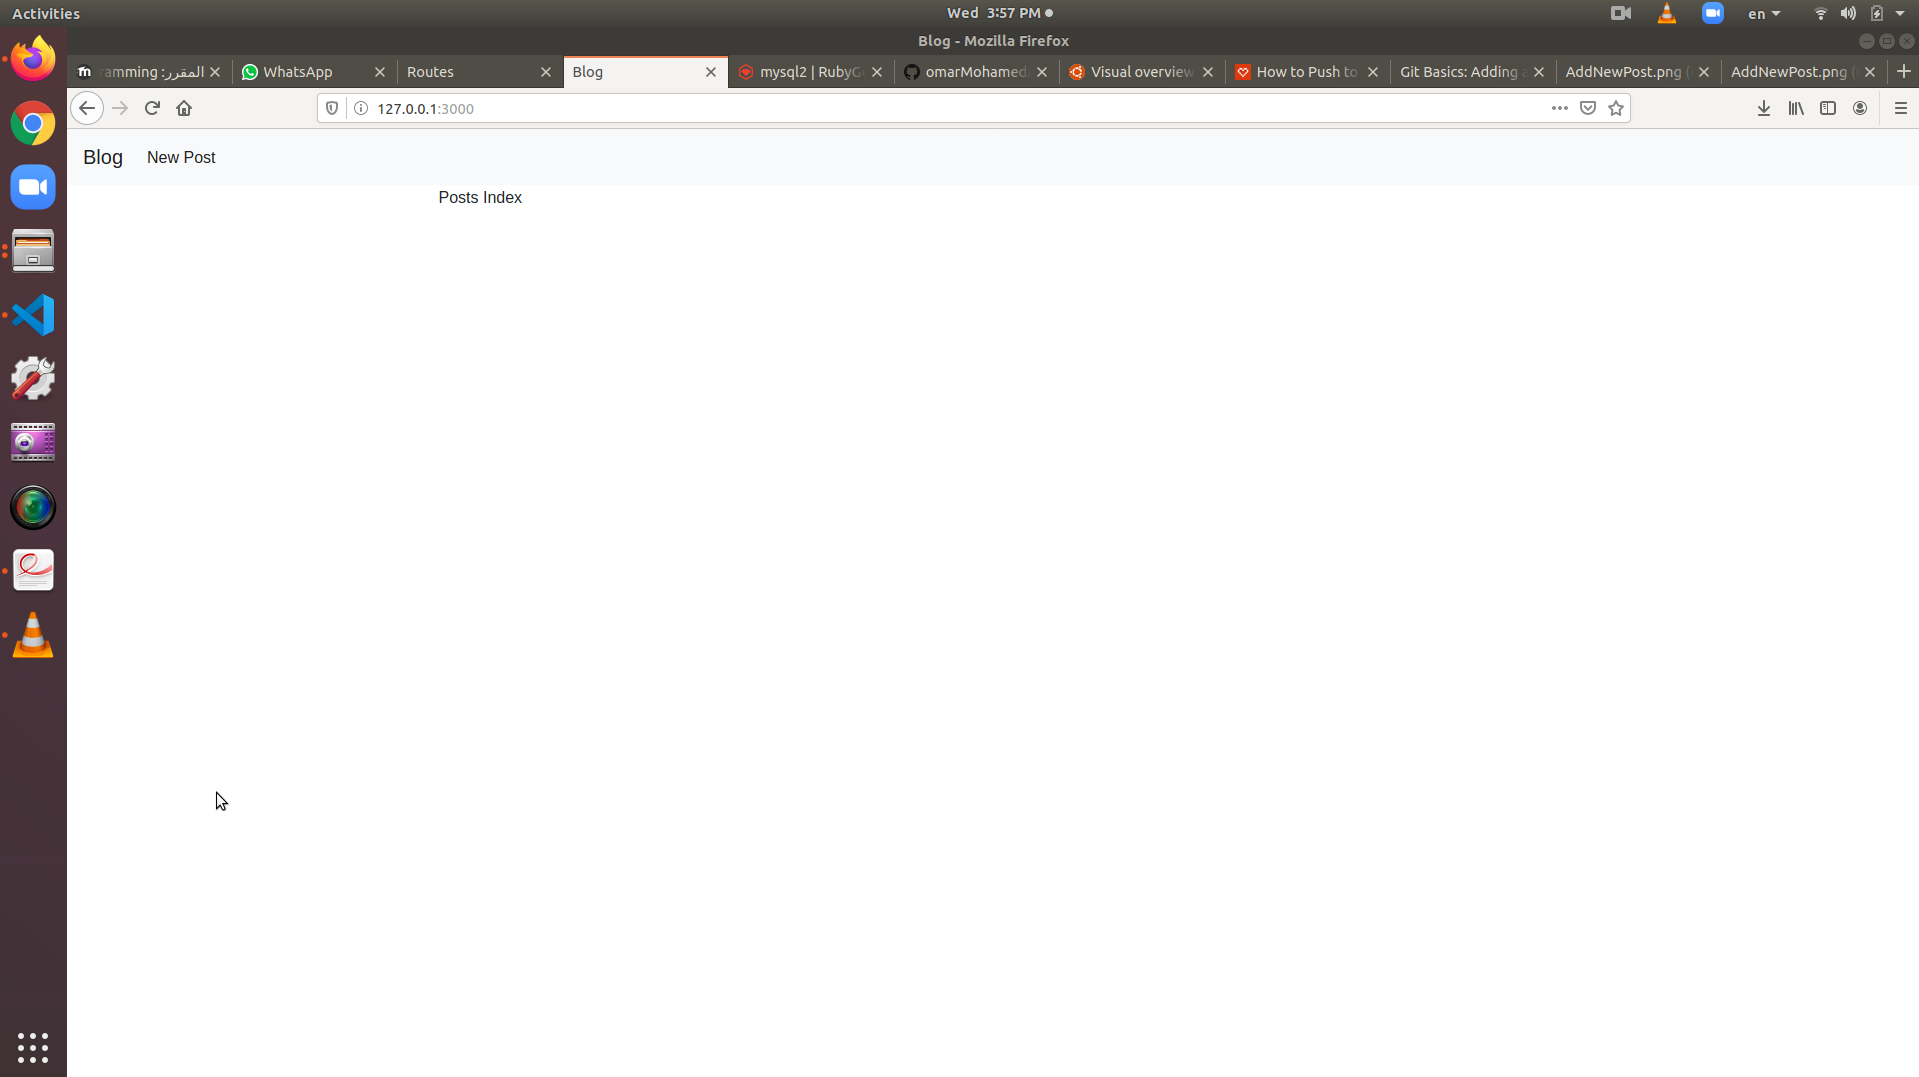 Activities
Wed 3:57 PM
en
Blog - Mozilla Firefox
المقرر: ramming
WhatsApp
Routes
Blog
mysql2 | RubyG
omarMohamed
Visual overview
How to Push to
Git Basics: Adding
AddNewPost.png
AddNewPost.png
127.0.0.1:3000
Blog
New Post
Posts Index